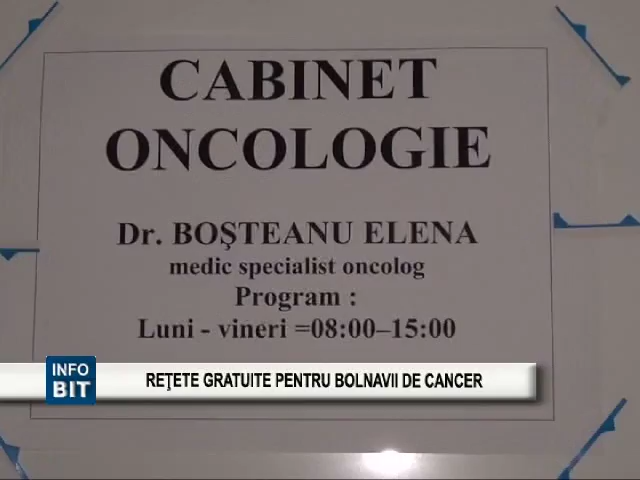 CABINET
ONCOLOGIE
Dr. BOŞTEANU ELENA
medic specialist oncolog
Program :
Luni - vineri =08:00–15:00
INFO
BIT
REŢETE GRATUITE PENTRU BOLNAVII DE CANCER